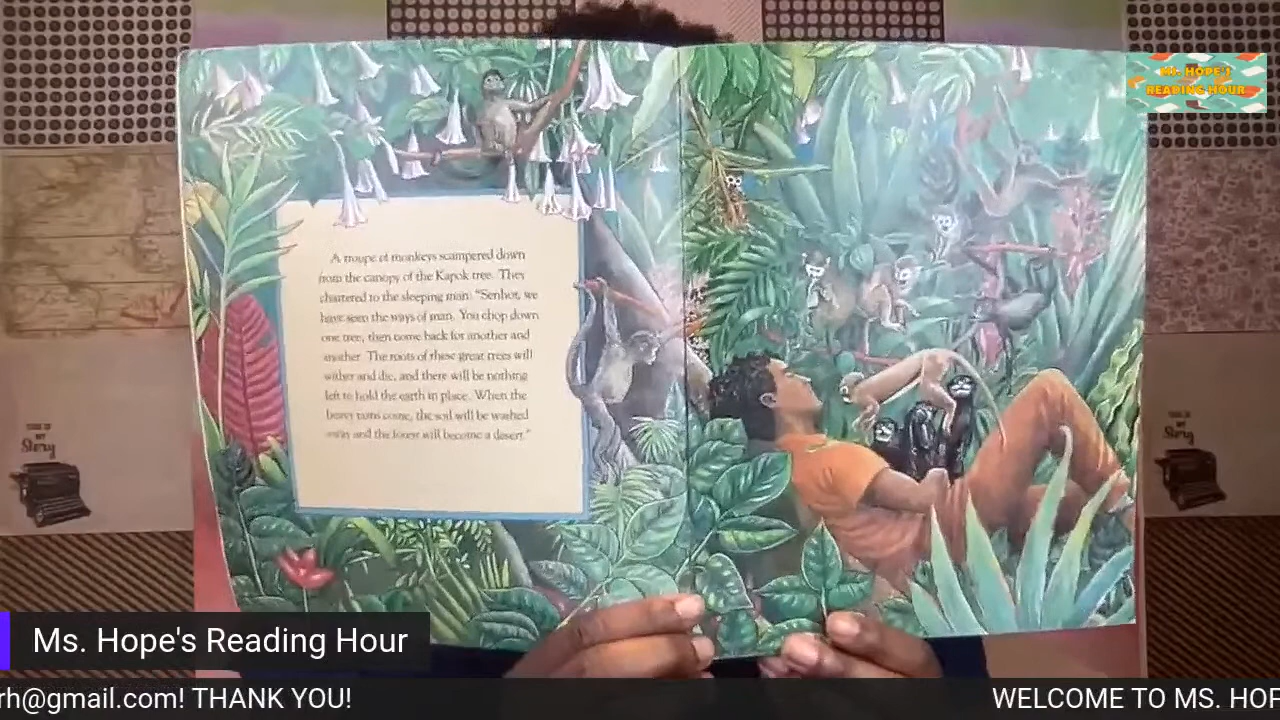 MS. HOPE'S
READING HOUR
A troupe of monkeys scampered down
from the canopy of the Kapok tree. They
chattered to the sleeping man: "Senhor, we
have seen the ways of man. You chop down
one tree, then come back for another and
another. The roots of these great trees will
wither and die, and there will be nothing
left to hold the earth in place. When the
heavy rains come, the soil will be washed
away and the forest will become a desert."
Story
Story
Ms. Hope's Reading Hour
rh@gmail.com! THANK YOU!
WELCOME TO MS. HOP